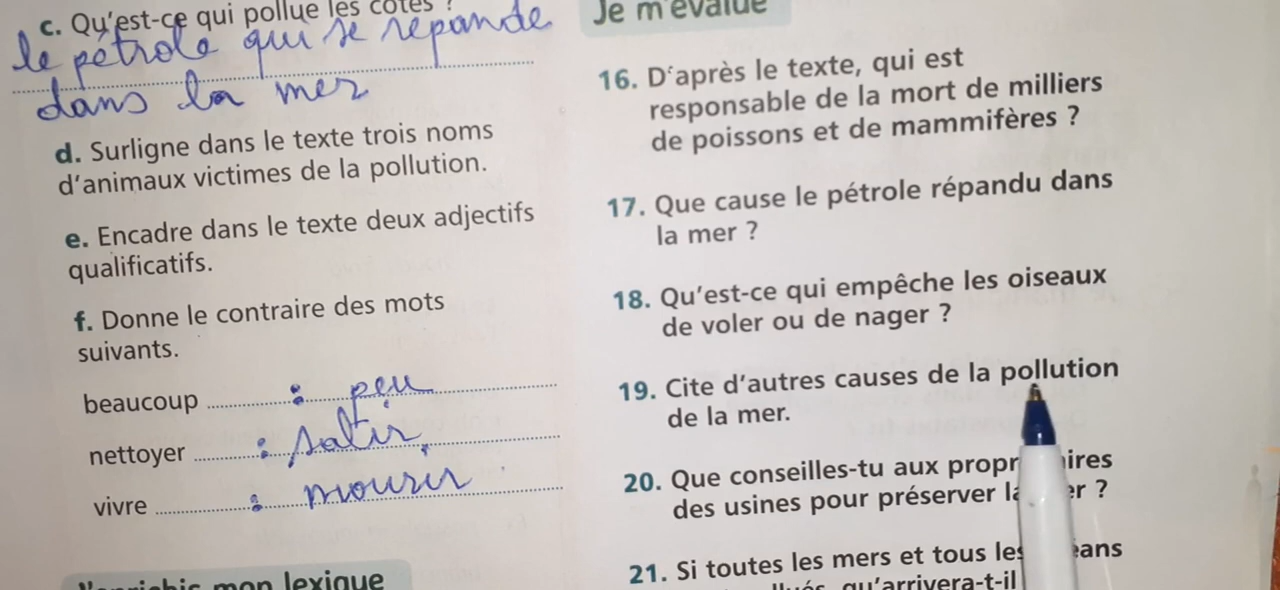 c. Qu'est-ce qui pollue les côtes ?
le pétrole qui se repande
dans la mer
d. Surligne dans le texte trois noms
d'animaux victimes de la pollution.
e. Encadre dans le texte deux adjectifs
qualificatifs.
f. Donne le contraire des mots
suivants.
beaucoup : peu
nettoyer : salir
vivre : mourir
J'enrichis mon lexique
Je m'évalue
16. D'après le texte, qui est
responsable de la mort de milliers
de poissons et de mammifères ?
17. Que cause le pétrole répandu dans
la mer ?
18. Qu'est-ce qui empêche les oiseaux
de voler ou de nager ?
19. Cite d'autres causes de la pollution
de la mer.
20. Que conseilles-tu aux
des usines pour préserver ?
21. Si toutes les mers et tous les
qu'arrivera-t-il